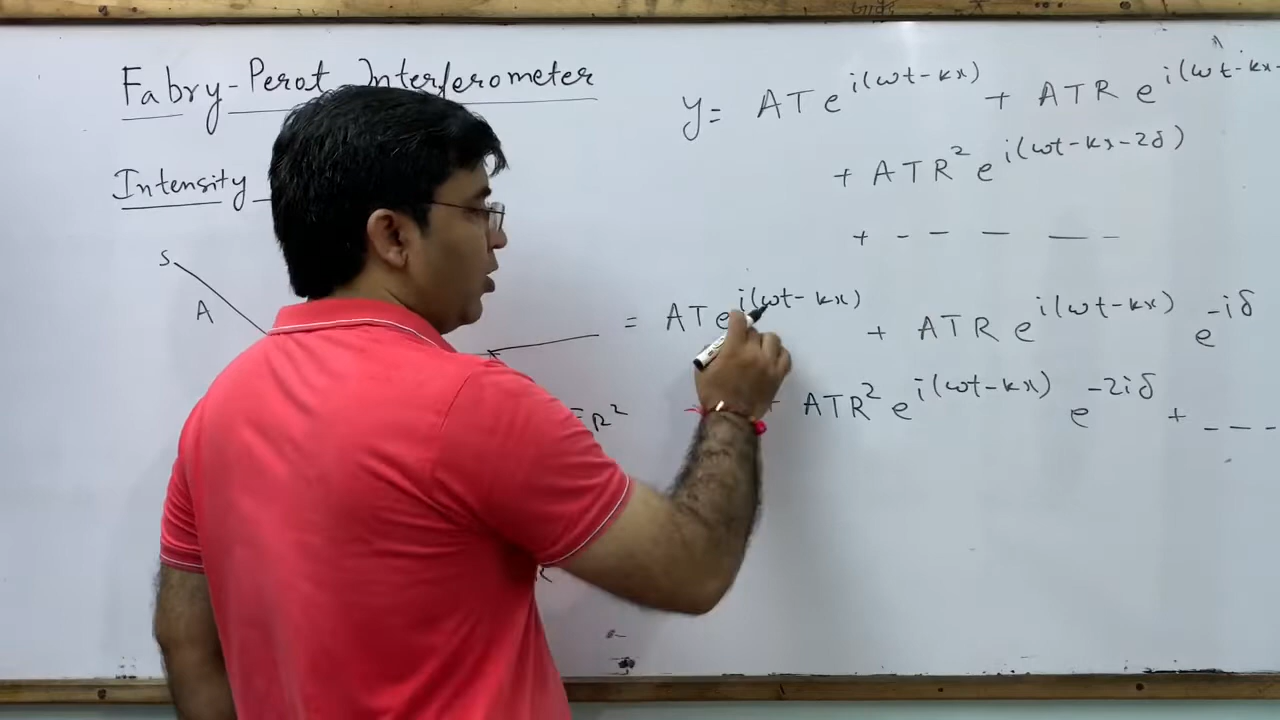 Fabry-Perot Interferometer
Intensity
S
A
R²
y = ATe^{i(ωt-kx)} + ATR e^{i(ωt-kx-
+ ATR² e^{i(ωt-kx-2δ)}
+ - - - - -
= ATe^{i(ωt-kx)} + ATR e^{i(ωt-kx)} e^{-iδ}
+ ATR² e^{i(ωt-kx)} e^{-2iδ} + - - -